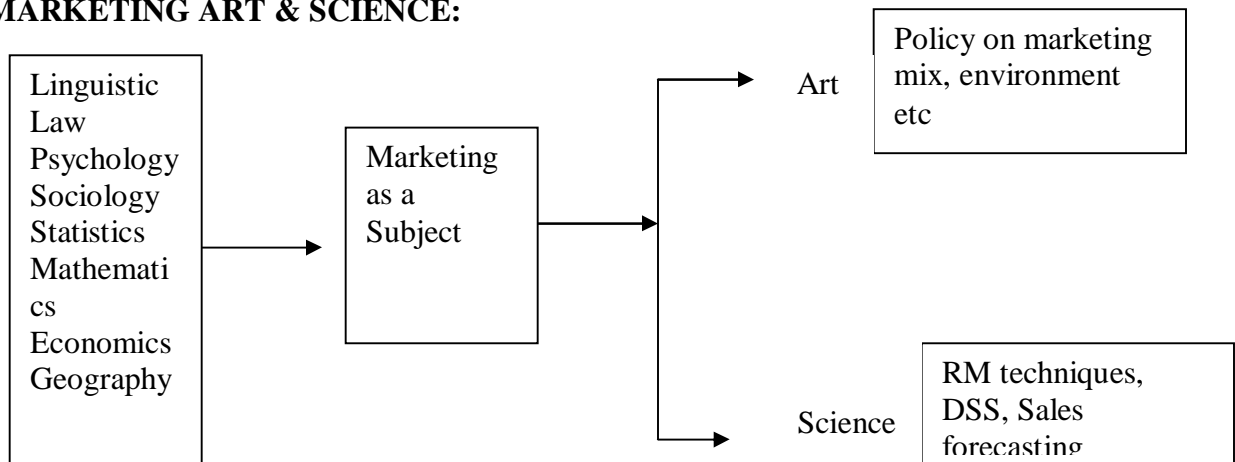 MARKETING ART & SCIENCE:
Linguistic
Law
Psychology
Sociology
Statistics
Mathemati
cs
Economics
Geography
Marketing
as a
Subject
Art
Policy on marketing
mix, environment
etc
Science
RM techniques,
DSS, Sales
forecasting